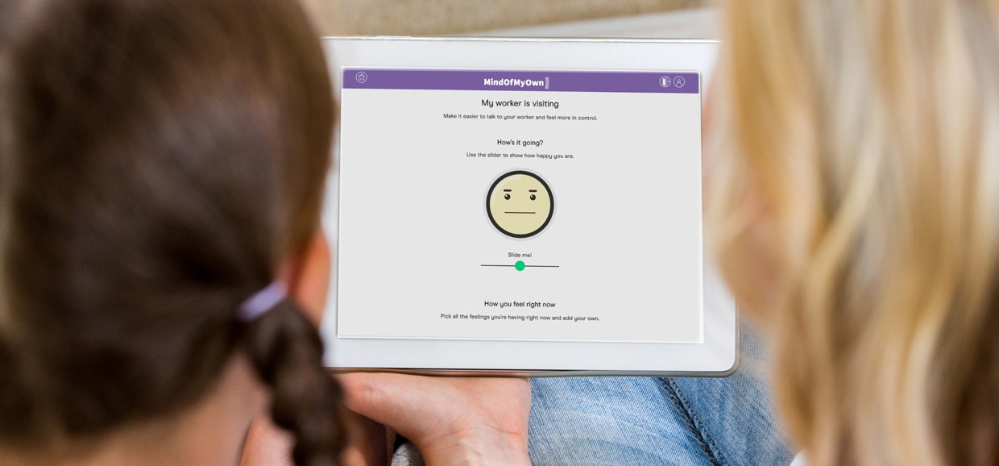 MindOfMyOwn
My worker is visiting
Make it easier to talk to your worker and feel more in control.
How's it going?
Use the slider to show how happy you are.
Slide me!
How you feel right now
Pick all the feelings you're having right now and add your own.